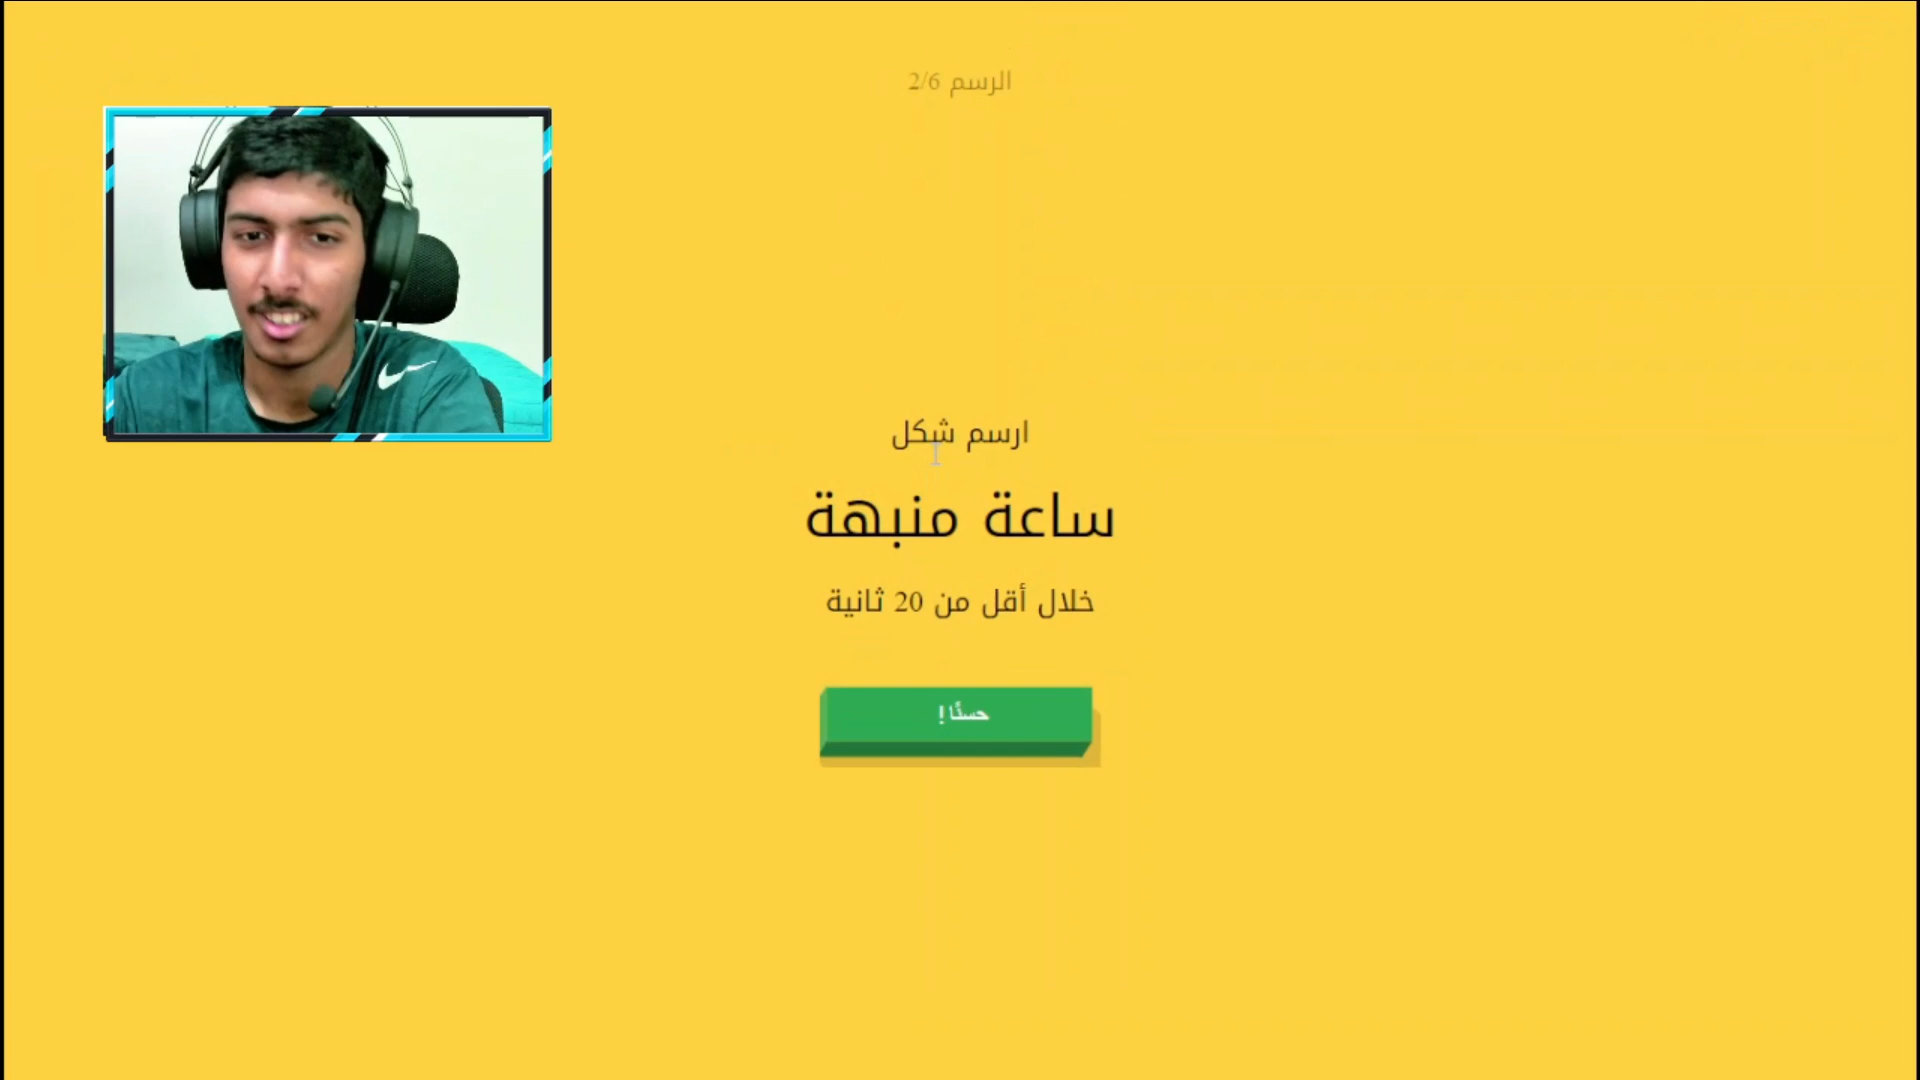 الرسم 2/6
ارسم شكل
ساعة منبهة
خلال أقل من 20 ثانية
حسنًا!